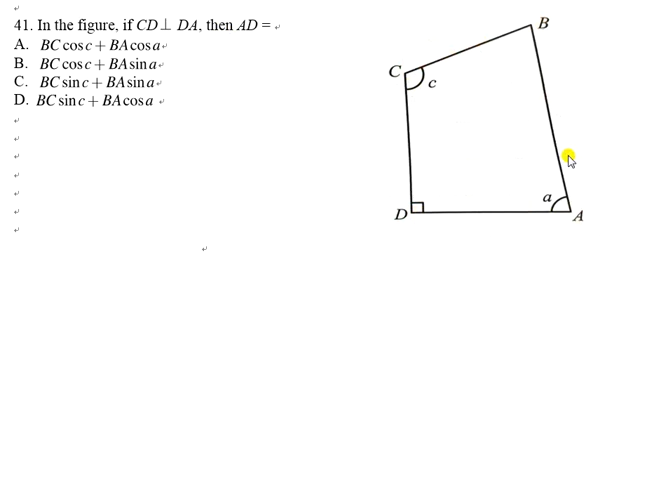 41. In the figure, if CD ⊥ DA, then AD =
A. BC cos c + BA cos a
B. BC cos c + BA sin a
C. BC sin c + BA sin a
D. BC sin c + BA cos a
B
C
c
a
D
A